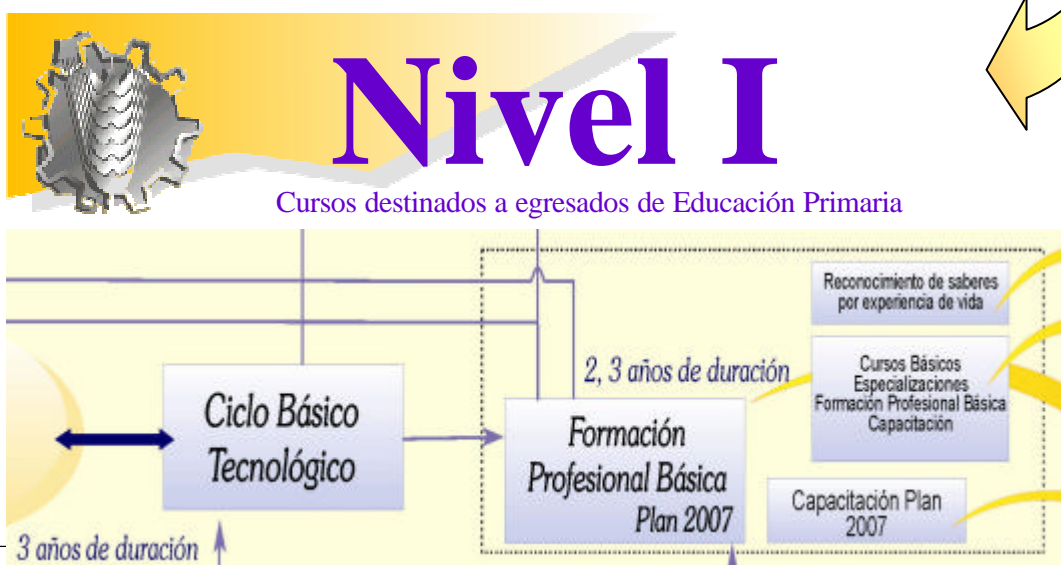 Nivel I
Cursos destinados a egresados de Educación Primaria
Reconocimiento de saberes
por experiencia de vida
2, 3 años de duración
Cursos Básicos
Especializaciones
Formación Profesional Básica
Capacitación
Ciclo Básico
Tecnológico
Formación
Profesional Básica
Plan 2007
Capacitación Plan
2007
3 años de duración